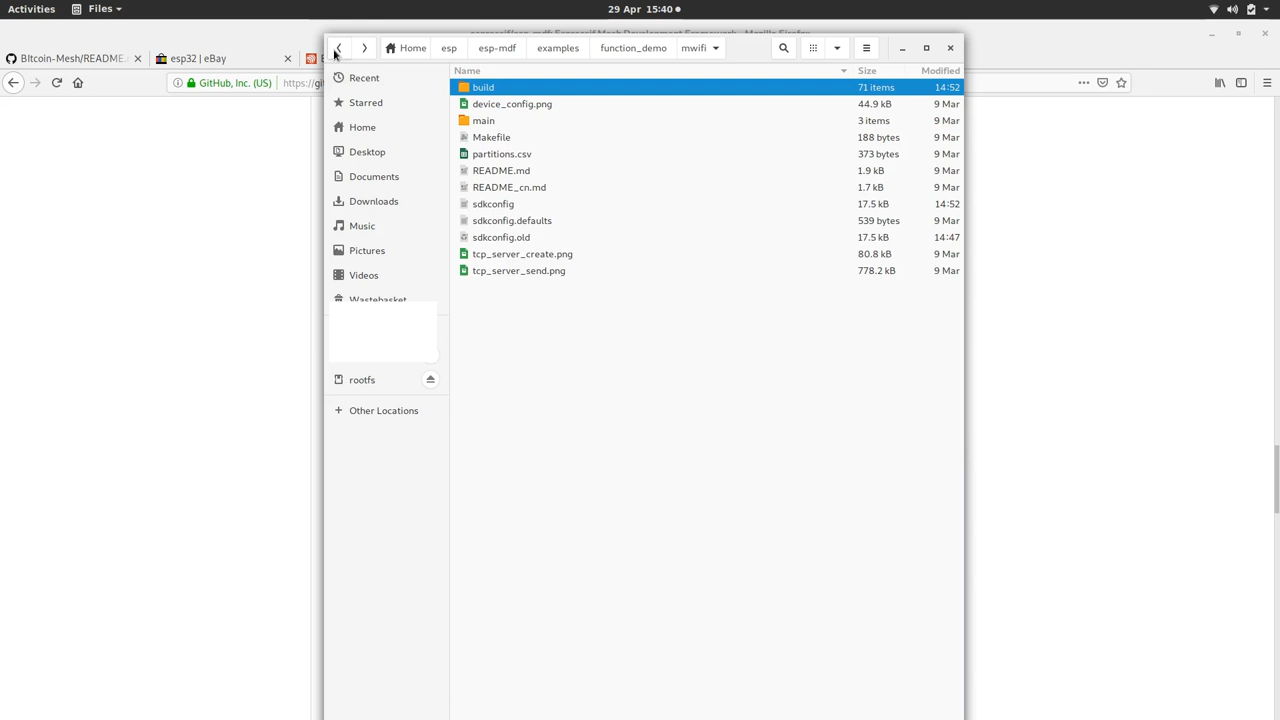 Activities Files 29 Apr 15:40
BItcoin-Mesh/README.
esp32 | eBay
GitHub, Inc. (US)
Home esp esp-mdf examples function_demo mwifi
Name Size Modified
Recent
Starred
Home
Desktop
Documents
Downloads
Music
Pictures
Videos
Wastebasket
rootfs
Other Locations
build 71 items 14:52
device_config.png 44.9 kB 9 Mar
main 3 items 9 Mar
Makefile 188 bytes 9 Mar
partitions.csv 373 bytes 9 Mar
README.md 1.9 kB 9 Mar
README_cn.md 1.7 kB 9 Mar
sdkconfig 17.5 kB 14:52
sdkconfig.defaults 539 bytes 9 Mar
sdkconfig.old 17.5 kB 14:47
tcp_server_create.png 80.8 kB 9 Mar
tcp_server_send.png 778.2 kB 9 Mar